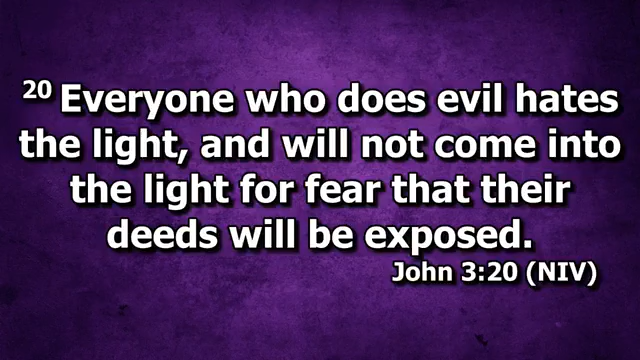 20 Everyone who does evil hates
the light, and will not come into
the light for fear that their
deeds will be exposed.
John 3:20 (NIV)